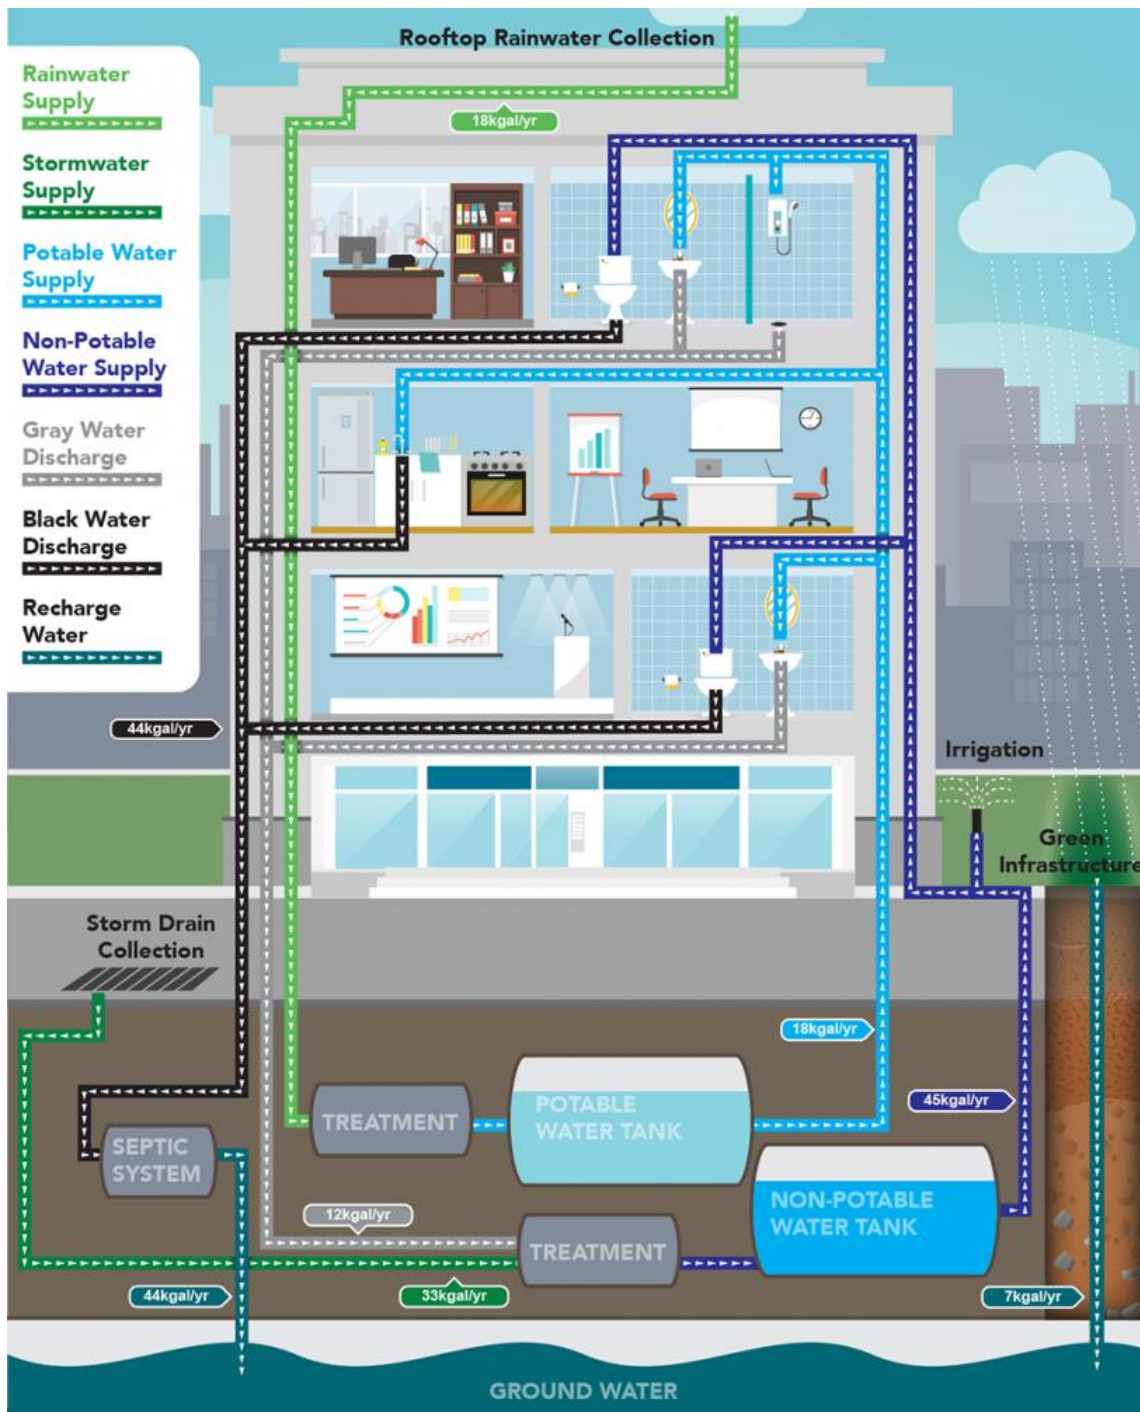 Rooftop Rainwater Collection
Rainwater
Supply
18kgal/yr
Stormwater
Supply
Potable Water
Supply
Non-Potable
Water Supply
Gray Water
Discharge
Black Water
Discharge
Recharge
Water
44kgal/yr
Irrigation
Green
Infrastructure
Storm Drain
Collection
18kgal/yr
45kgal/yr
TREATMENT
POTABLE
WATER TANK
SEPTIC
SYSTEM
NON-POTABLE
WATER TANK
12kgal/yr
TREATMENT
44kgal/yr
33kgal/yr
7kgal/yr
GROUND WATER